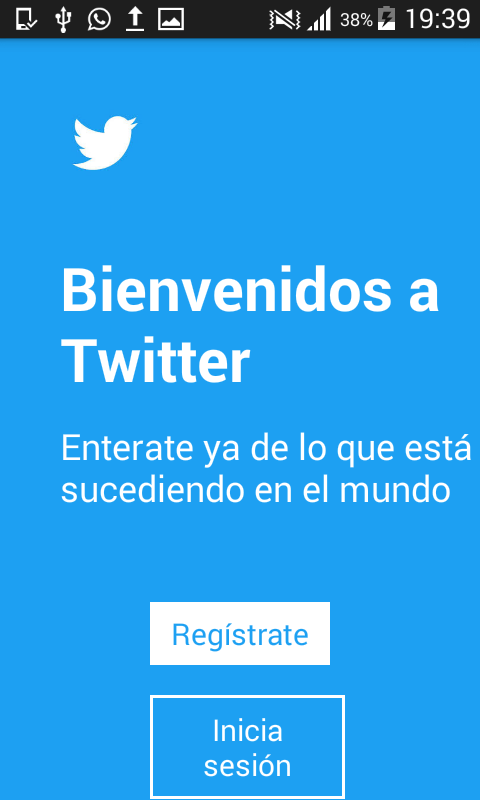 38% 19:39
Bienvenidos a
Twitter
Enterate ya de lo que está
sucediendo en el mundo
Regístrate
Inicia
sesión